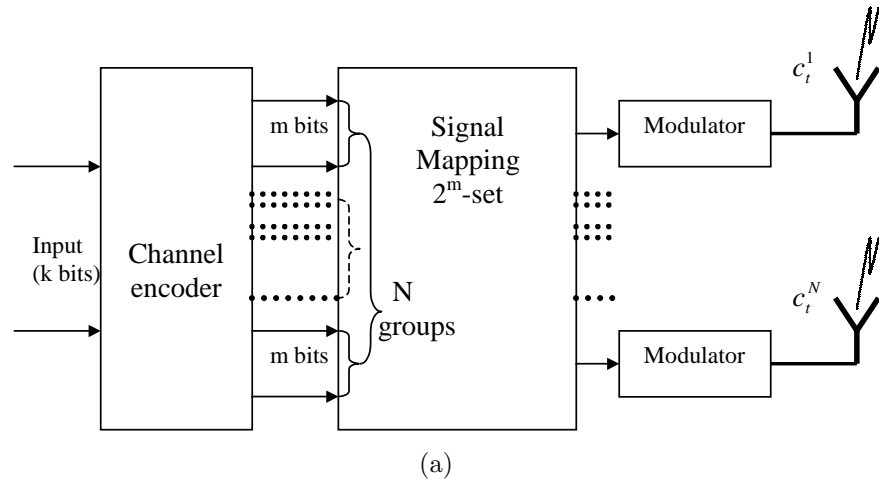 m bits
Signal
Mapping
2^m-set
Modulator
c_t^1
Input
(k bits)
Channel
encoder
N
groups
m bits
Modulator
c_t^N
(a)